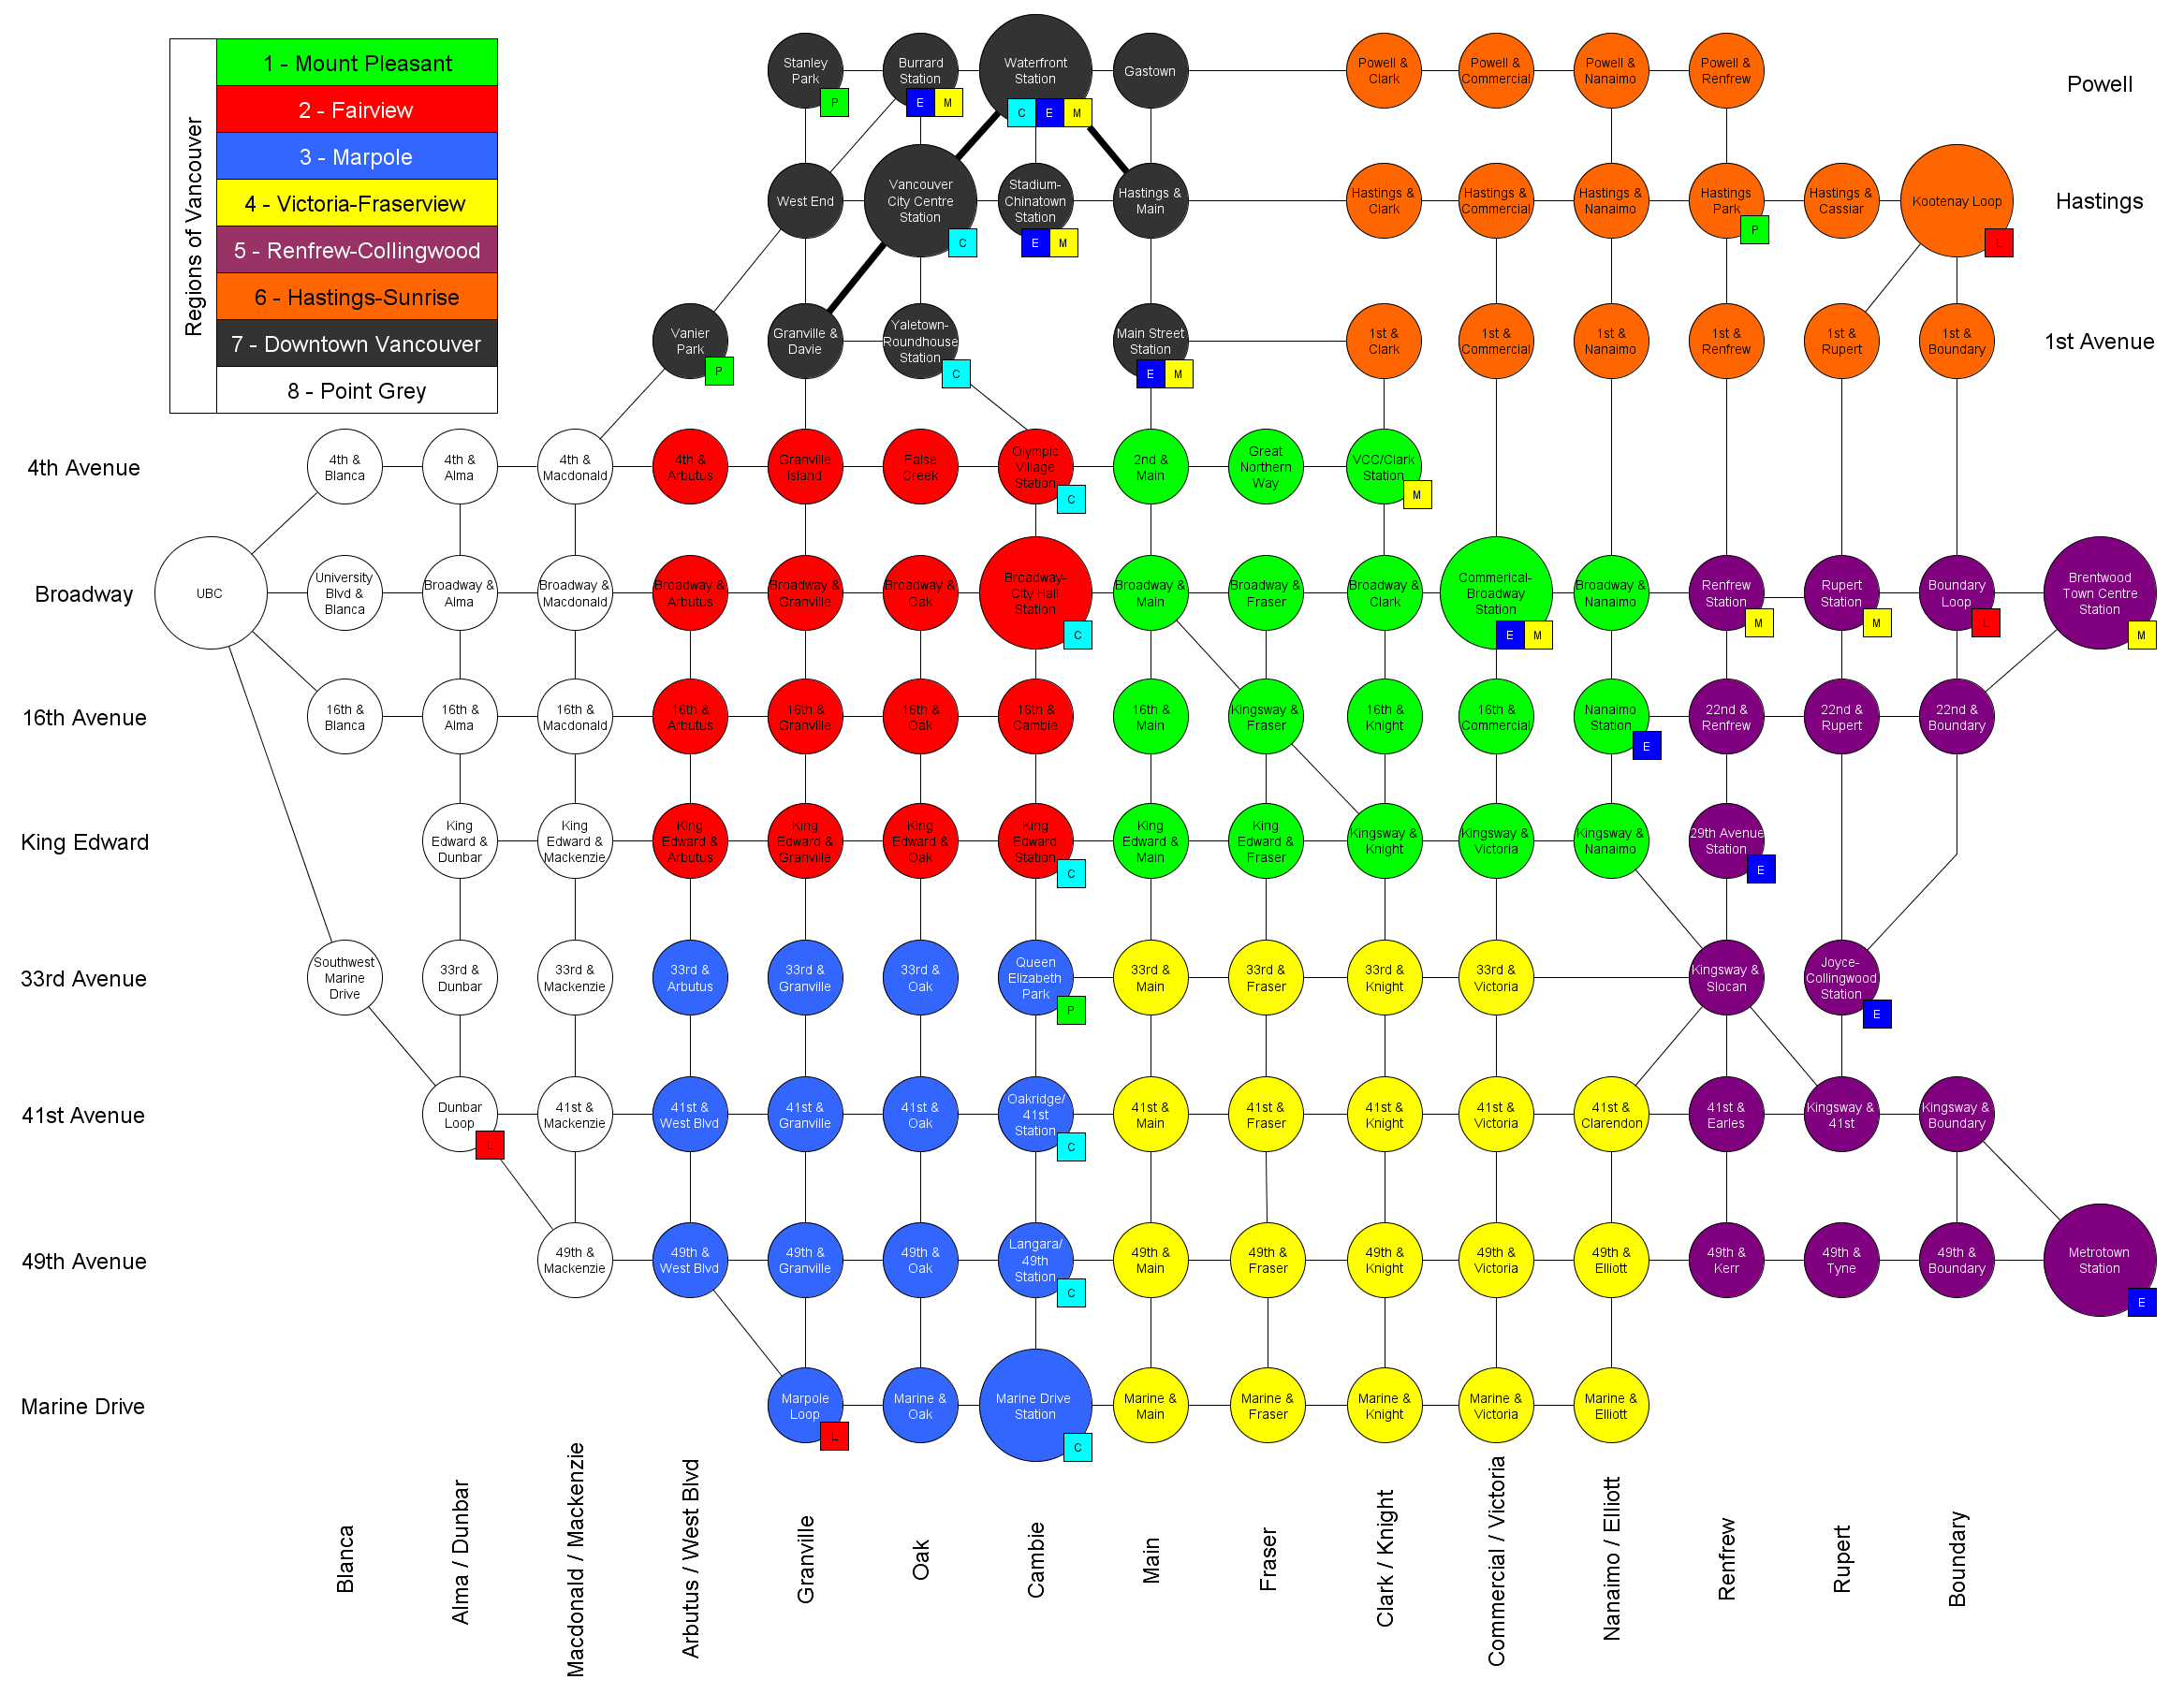 Regions of Vancouver
1 - Mount Pleasant
2 - Fairview
3 - Marpole
4 - Victoria-Fraserview
5 - Renfrew-Collingwood
6 - Hastings-Sunrise
7 - Downtown Vancouver
8 - Point Grey
Stanley
Park
P
Burrard
Station
E
M
Waterfront
Station
C
E
M
Gastown
Powell &
Clark
Powell &
Commercial
Powell &
Nanaimo
Powell &
Renfrew
Powell
West End
Vancouver
City Centre
Station
C
Stadium-
Chinatown
Station
E
M
Hastings &
Main
Hastings &
Clark
Hastings &
Commercial
Hastings &
Nanaimo
Hastings
Park
P
Hastings &
Cassiar
Kootenay Loop
L
Hastings
Vanier
Park
P
Granville &
Davie
Yaletown-
Roundhouse
Station
C
Main Street
Station
E
M
1st &
Clark
1st &
Commercial
1st &
Nanaimo
1st &
Renfrew
1st &
Rupert
1st &
Boundary
1st Avenue
4th Avenue
4th &
Blanca
4th &
Alma
4th &
Macdonald
4th &
Arbutus
Granville
Island
False
Creek
Olympic
Village
Station
C
2nd &
Main
Great
Northern
Way
VCC/Clark
Station
M
Broadway
UBC
University
Blvd &
Blanca
Broadway &
Alma
Broadway &
Macdonald
Broadway &
Arbutus
Broadway &
Granville
Broadway &
Oak
Broadway-
City Hall
Station
C
Broadway &
Main
Broadway &
Fraser
Broadway &
Clark
Commerical-
Broadway
Station
E
M
Broadway &
Nanaimo
Renfrew
Station
M
Rupert
Station
M
Boundary
Loop
L
Brentwood
Town Centre
Station
M
16th Avenue
16th &
Blanca
16th &
Alma
16th &
Macdonald
16th &
Arbutus
16th &
Granville
16th &
Oak
16th &
Cambie
16th &
Main
Kingsway &
Fraser
16th &
Knight
16th &
Commercial
Nanaimo
Station
E
22nd &
Renfrew
22nd &
Rupert
22nd &
Boundary
King Edward
King
Edward &
Dunbar
King
Edward &
Mackenzie
King
Edward &
Arbutus
King
Edward &
Granville
King
Edward &
Oak
King
Edward
Station
C
King
Edward &
Main
King
Edward &
Fraser
Kingsway &
Knight
Kingsway &
Victoria
Kingsway &
Nanaimo
29th Avenue
Station
E
33rd Avenue
Southwest
Marine
Drive
33rd &
Dunbar
33rd &
Mackenzie
33rd &
Arbutus
33rd &
Granville
33rd &
Oak
Queen
Elizabeth
Park
P
33rd &
Main
33rd &
Fraser
33rd &
Knight
33rd &
Victoria
Kingsway &
Slocan
Joyce-
Collingwood
Station
E
41st Avenue
Dunbar
Loop
L
41st &
Mackenzie
41st &
West Blvd
41st &
Granville
41st &
Oak
Oakridge/
41st
Station
C
41st &
Main
41st &
Fraser
41st &
Knight
41st &
Victoria
41st &
Clarendon
41st &
Earles
Kingsway &
41st
Kingsway &
Boundary
49th Avenue
49th &
Mackenzie
49th &
West Blvd
49th &
Granville
49th &
Oak
Langara/
49th
Station
C
49th &
Main
49th &
Fraser
49th &
Knight
49th &
Victoria
49th &
Elliott
49th &
Kerr
49th &
Tyne
49th &
Boundary
Metrotown
Station
E
Marine Drive
Marpole
Loop
L
Marine &
Oak
Marine Drive
Station
C
Marine &
Main
Marine &
Fraser
Marine &
Knight
Marine &
Victoria
Marine &
Elliott
Blanca
Alma / Dunbar
Macdonald / Mackenzie
Arbutus / West Blvd
Granville
Oak
Cambie
Main
Fraser
Clark / Knight
Commercial / Victoria
Nanaimo / Elliott
Renfrew
Rupert
Boundary